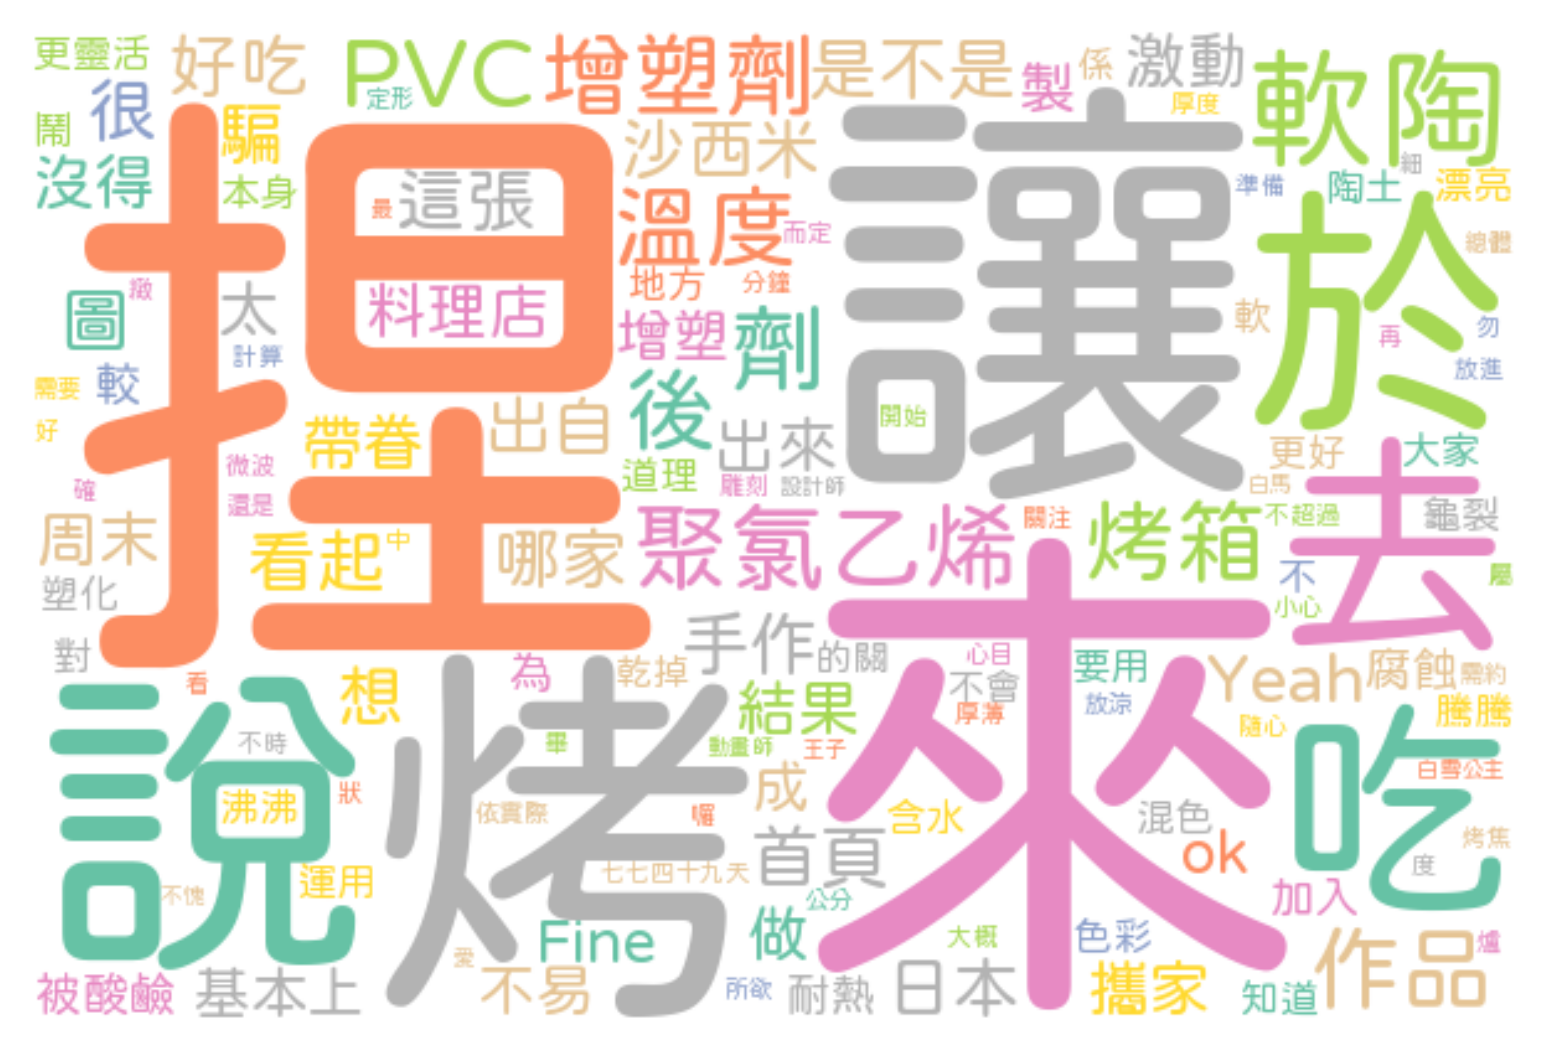 更靈活
好吃
PVC
定形
增塑劑
是不是
製
係
激動
厚度
軟陶
鬧
很
騙
沒得
本身
捏
最
這張
料理店
沙西米
溫度
而定
地方
分鐘
增塑
劑
讓
開始
準備
細
陶土
漂亮
於
總體
軟
再
勿
放進
緻
圖
太
計算
需要
較
好
微波
確
還是
帶眷
出自
後
出來
道理
雕刻
設計師
更好
大家
白馬
去
周末
看起
中
哪家
聚氯乙烯
關注
烤箱
不超過
龜裂
塑化
不
屬
小心
對
手作
的關
心目
不會
要用
Yeah
腐蝕
需約
看
想
為
乾掉
結果
厚薄
放涼
隨心
騰騰
說
不時
狀
沸沸
烤
畢
動畫師
王子
來
吃
白雪公主
依實際
囉
成
含水
混色
ok
烤焦
度
不愧
運用
七七四十九天
首頁
公分
加入
Fine
做
大概
色彩
作品
爐
被酸鹼
基本上
愛
不易
所欲
耐熱
日本
攜家
知道